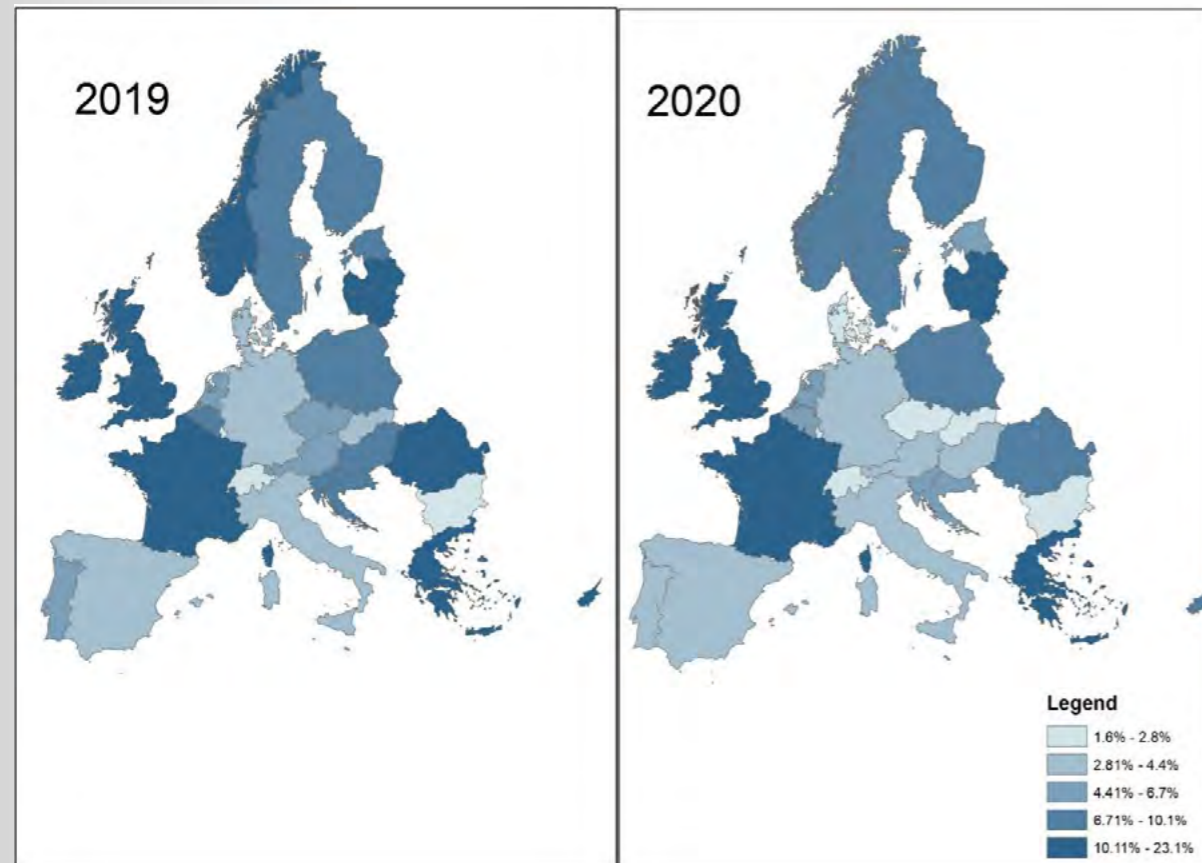 2019
2020
Legend
1.6% - 2.8%
2.81% - 4.4%
4.41% - 6.7%
6.71% - 10.1%
10.11% - 23.1%